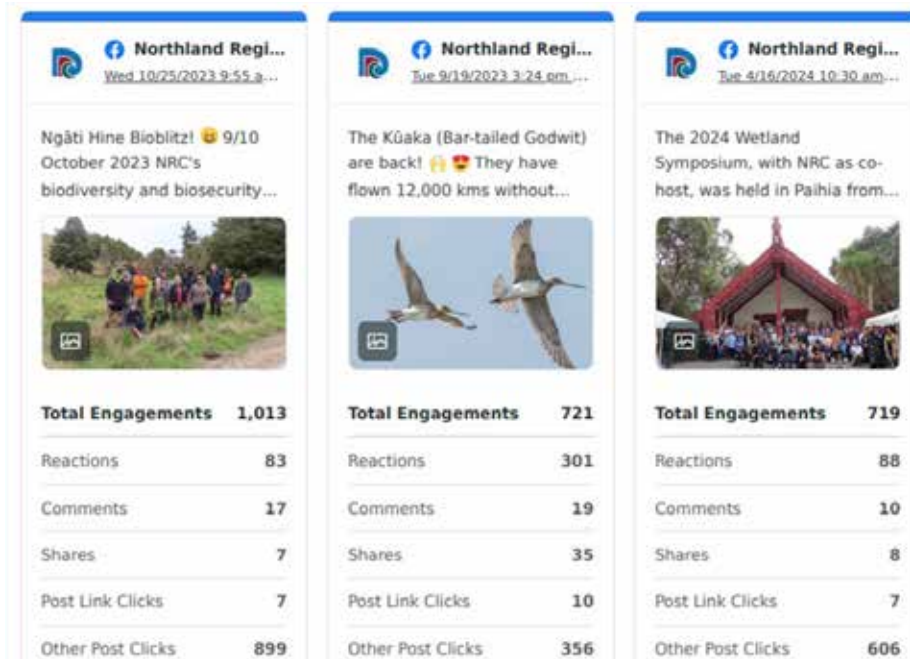 Northland Regi...
Wed 10/25/2023 9:55 a...
Ngāti Hine Bioblitz! 😃 9/10
October 2023 NRC's
biodiversity and biosecurity...
Total Engagements 1,013
Reactions 83
Comments 17
Shares 7
Post Link Clicks 7
Other Post Clicks 899
Northland Regi...
Tue 9/19/2023 3:24 pm ...
The Kūaka (Bar-tailed Godwit)
are back! 🙌 😍 They have
flown 12,000 kms without...
Total Engagements 721
Reactions 301
Comments 19
Shares 35
Post Link Clicks 10
Other Post Clicks 356
Northland Regi...
Tue 4/16/2024 10:30 am...
The 2024 Wetland
Symposium, with NRC as co-
host, was held in Paihia from...
Total Engagements 719
Reactions 88
Comments 10
Shares 8
Post Link Clicks 7
Other Post Clicks 606